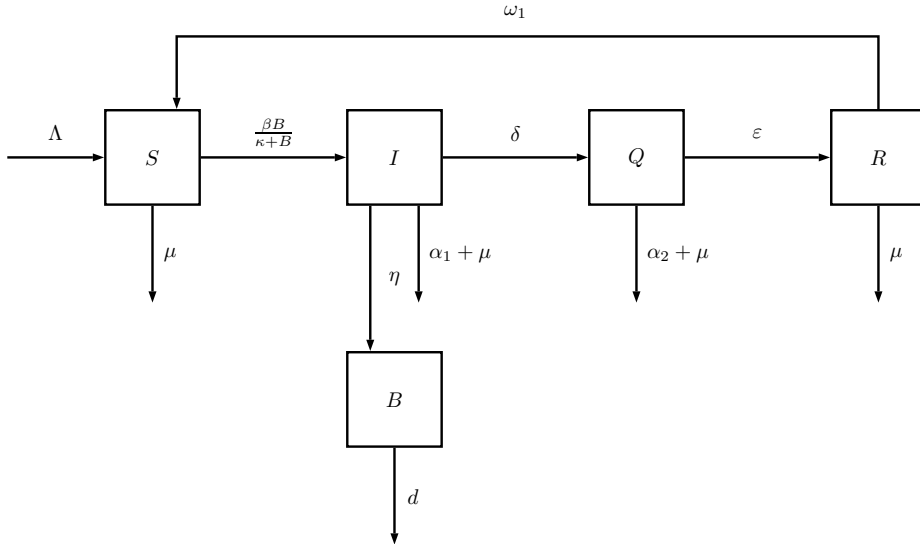 ω₁
Λ
S
βB/(κ+B)
I
δ
Q
ε
R
μ
η
α₁ + μ
α₂ + μ
μ
B
d